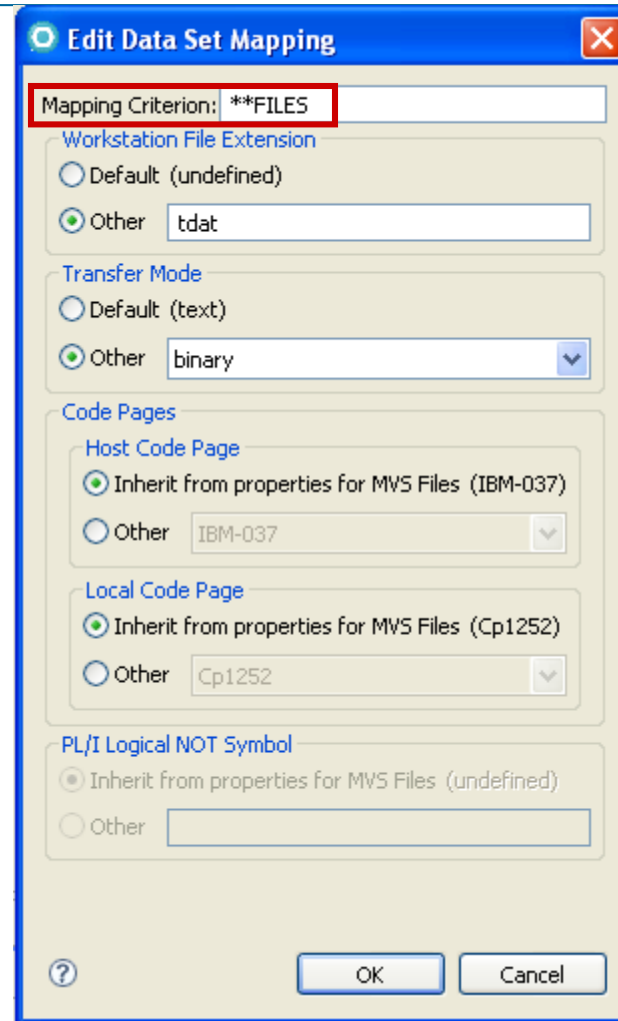 Edit Data Set Mapping
Mapping Criterion: **FILES
Workstation File Extension
Default (undefined)
Other tdat
Transfer Mode
Default (text)
Other binary
Code Pages
Host Code Page
Inherit from properties for MVS Files (IBM-037)
Other IBM-037
Local Code Page
Inherit from properties for MVS Files (Cp1252)
Other Cp1252
PL/I Logical NOT Symbol
Inherit from properties for MVS Files (undefined)
Other
? OK Cancel